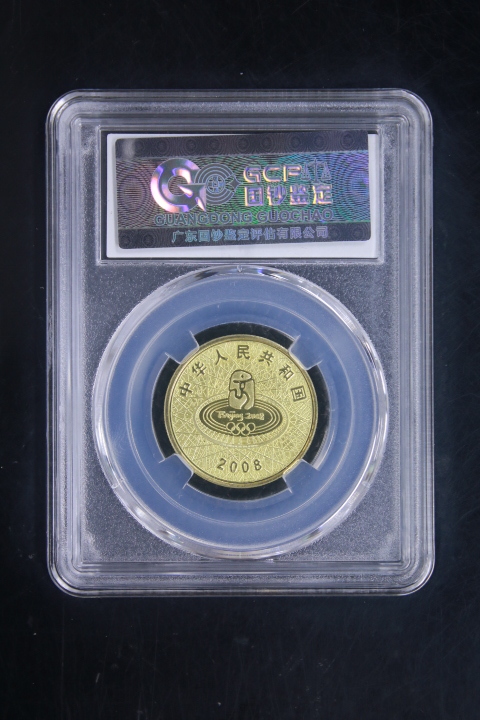 GCP
国钞鉴定
GUANGDONG GUOCHAO
广东国钞鉴定评估有限公司
中华人民共和国
Beijing 2008
2008